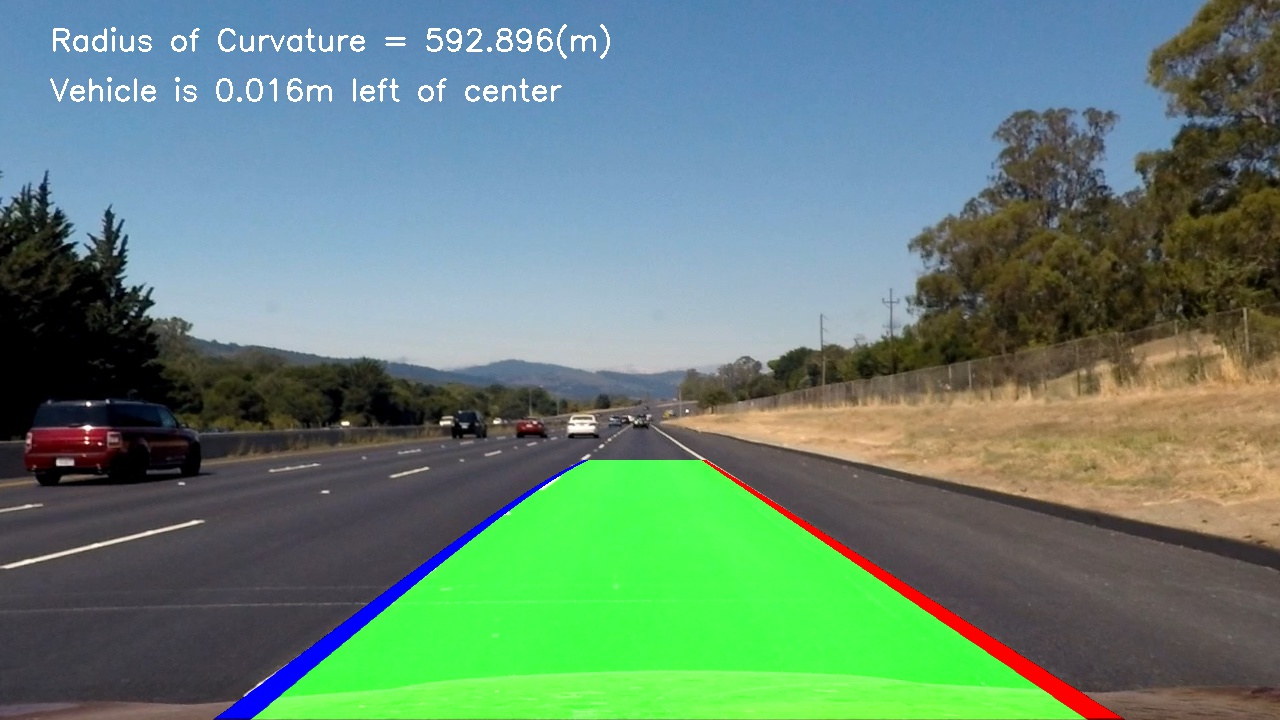 Radius of Curvature = 592.896(m)
Vehicle is 0.016m left of center